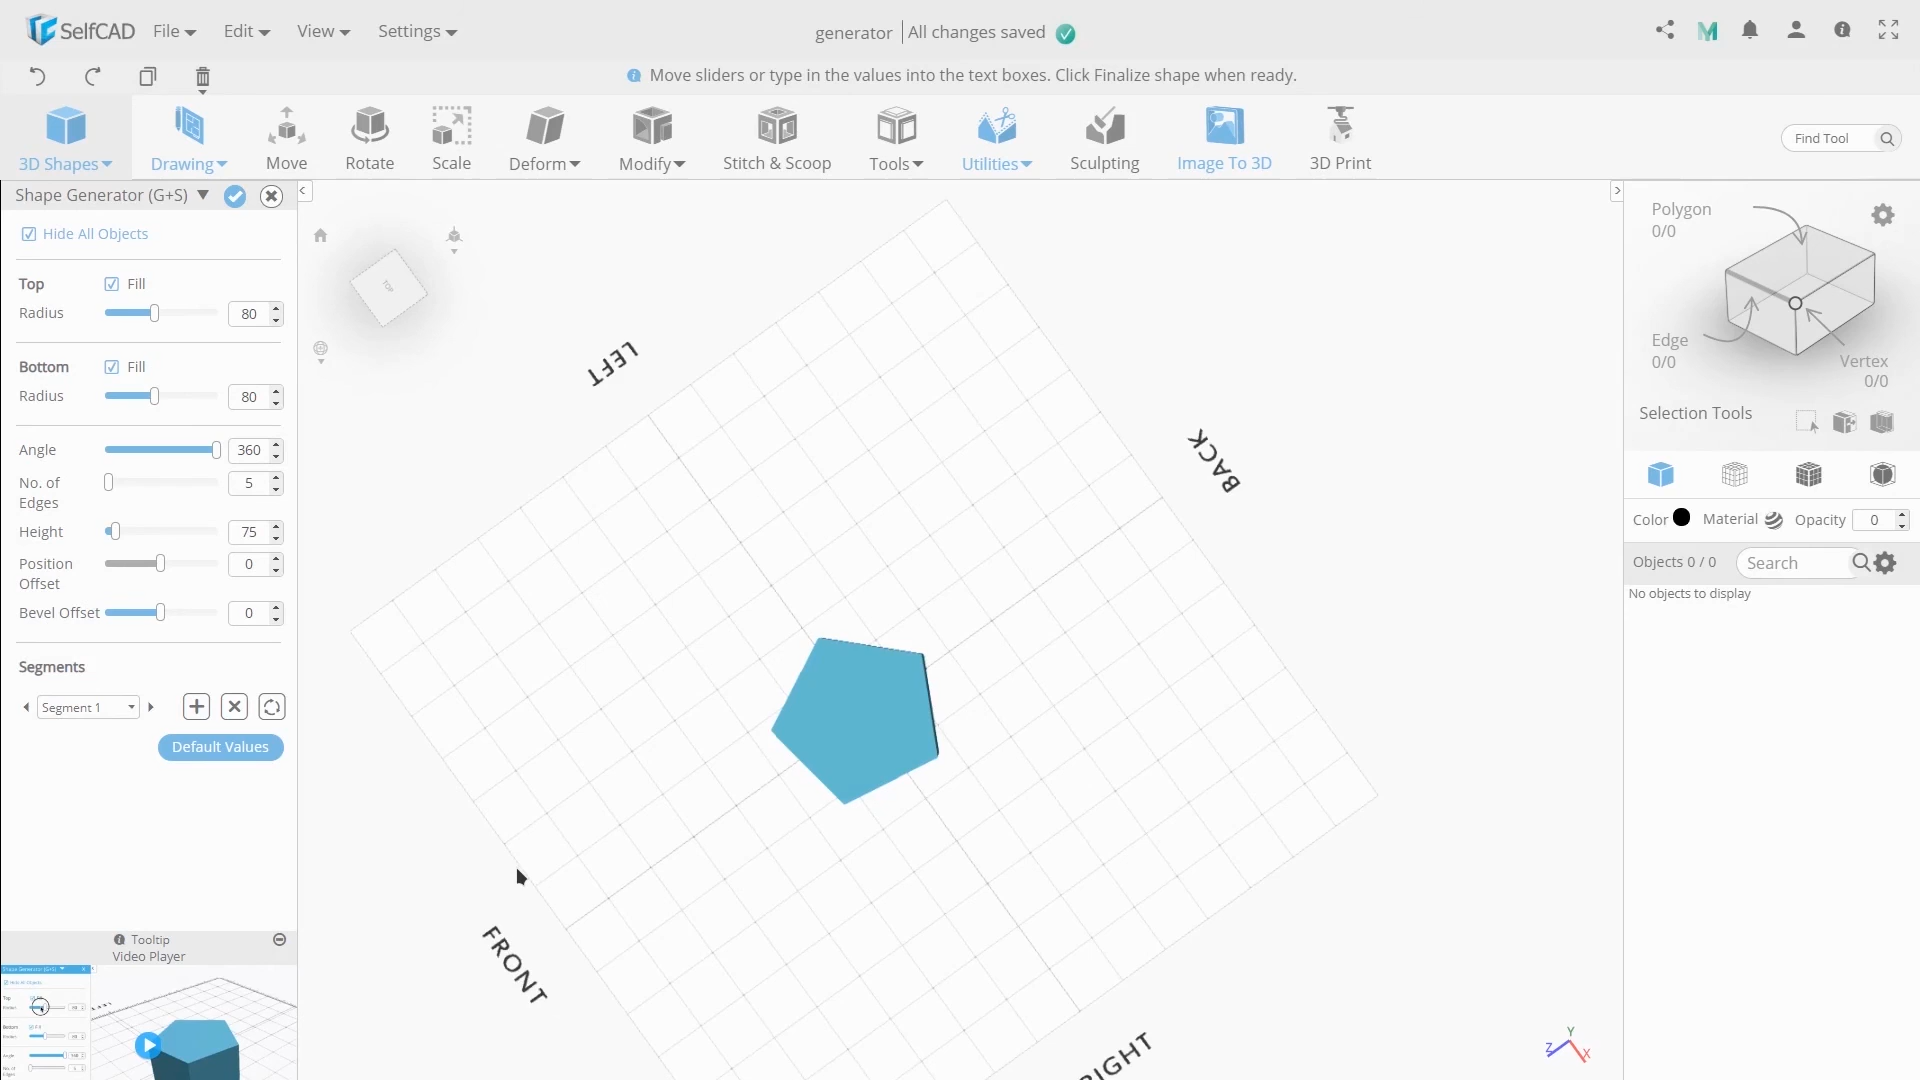 SelfCAD File Edit View Settings generator All changes saved
Move sliders or type in the values into the text boxes. Click Finalize shape when ready.
3D Shapes Drawing Move Rotate Scale Deform Modify Stitch & Scoop Tools Utilities Sculpting Image To 3D 3D Print Find Tool
Shape Generator (G+S)
Hide All Objects
Top Fill
Radius 80
Bottom Fill
Radius 80
Angle 360
No. of Edges 5
Height 75
Position Offset 0
Bevel Offset 0
Segments
Segment 1
Default Values
Tooltip
Video Player
TOP
LEFT
BACK
FRONT
RIGHT
Y
Z X
Polygon
0/0
Edge
0/0
Vertex
0/0
Selection Tools
Color Material Opacity 0
Objects 0 / 0 Search
No objects to display